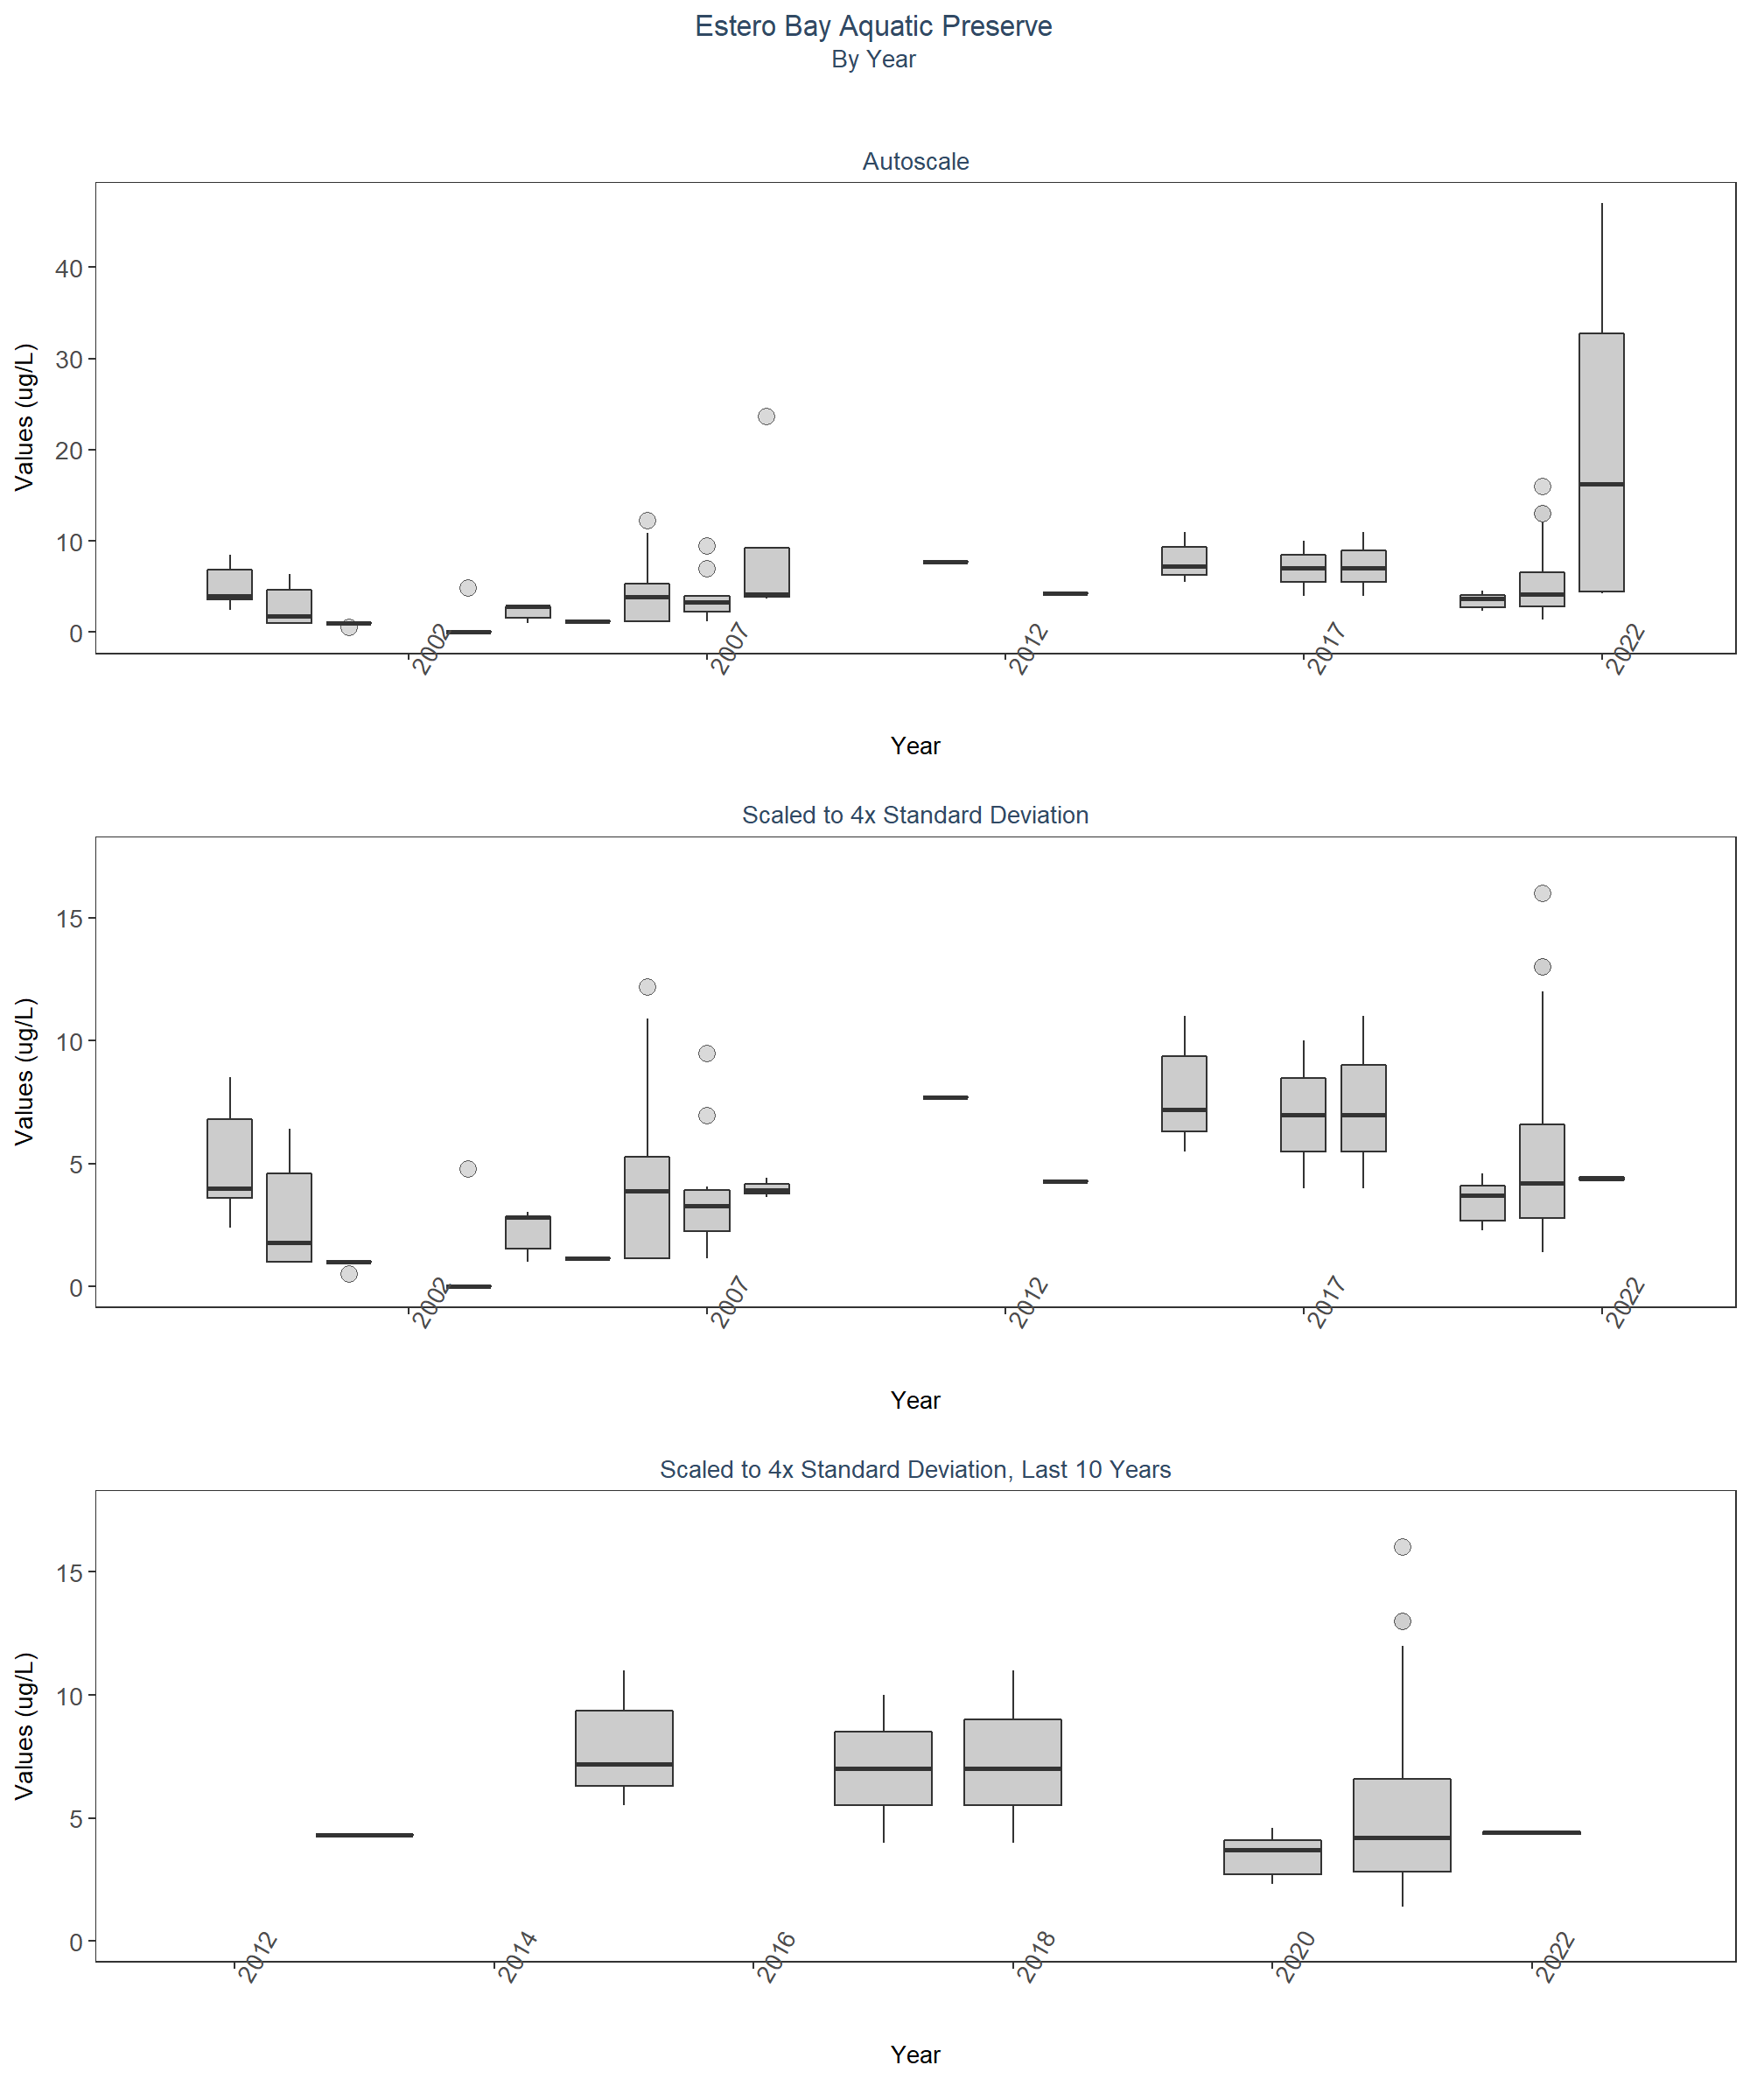 Estero Bay Aquatic Preserve
By Year
Autoscale
Values (ug/L)
40
30
20
10
0
2002 2007 2012 2017 2022
Year
Scaled to 4x Standard Deviation
Values (ug/L)
15
10
5
0
2002 2007 2012 2017 2022
Year
Scaled to 4x Standard Deviation, Last 10 Years
Values (ug/L)
15
10
5
0
2012 2014 2016 2018 2020 2022
Year